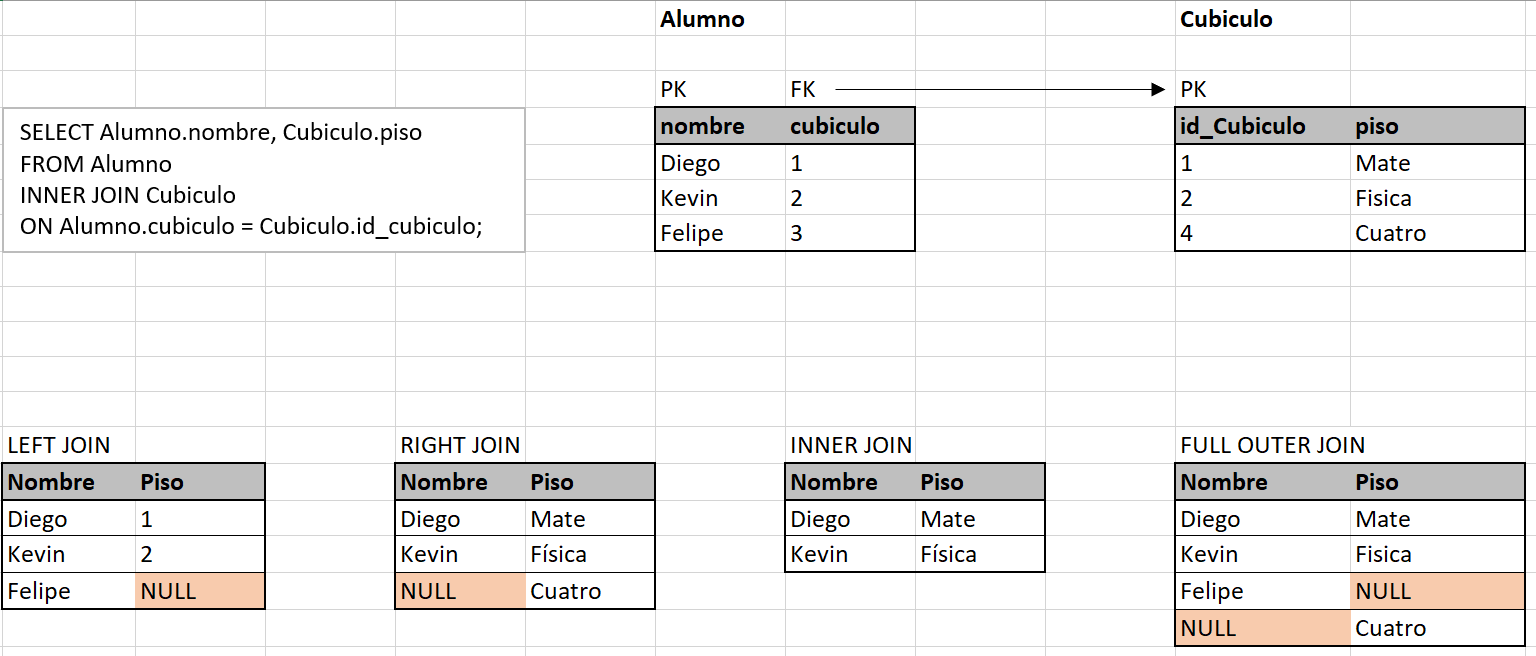 Alumno Cubiculo
PK FK PK
SELECT Alumno.nombre, Cubiculo.piso
FROM Alumno
INNER JOIN Cubiculo
ON Alumno.cubiculo = Cubiculo.id_cubiculo;
nombre cubiculo
Diego 1
Kevin 2
Felipe 3
id_Cubiculo piso
1 Mate
2 Fisica
4 Cuatro
LEFT JOIN
Nombre Piso
Diego 1
Kevin 2
Felipe NULL
RIGHT JOIN
Nombre Piso
Diego Mate
Kevin Física
NULL Cuatro
INNER JOIN
Nombre Piso
Diego Mate
Kevin Física
FULL OUTER JOIN
Nombre Piso
Diego Mate
Kevin Fisica
Felipe NULL
NULL Cuatro